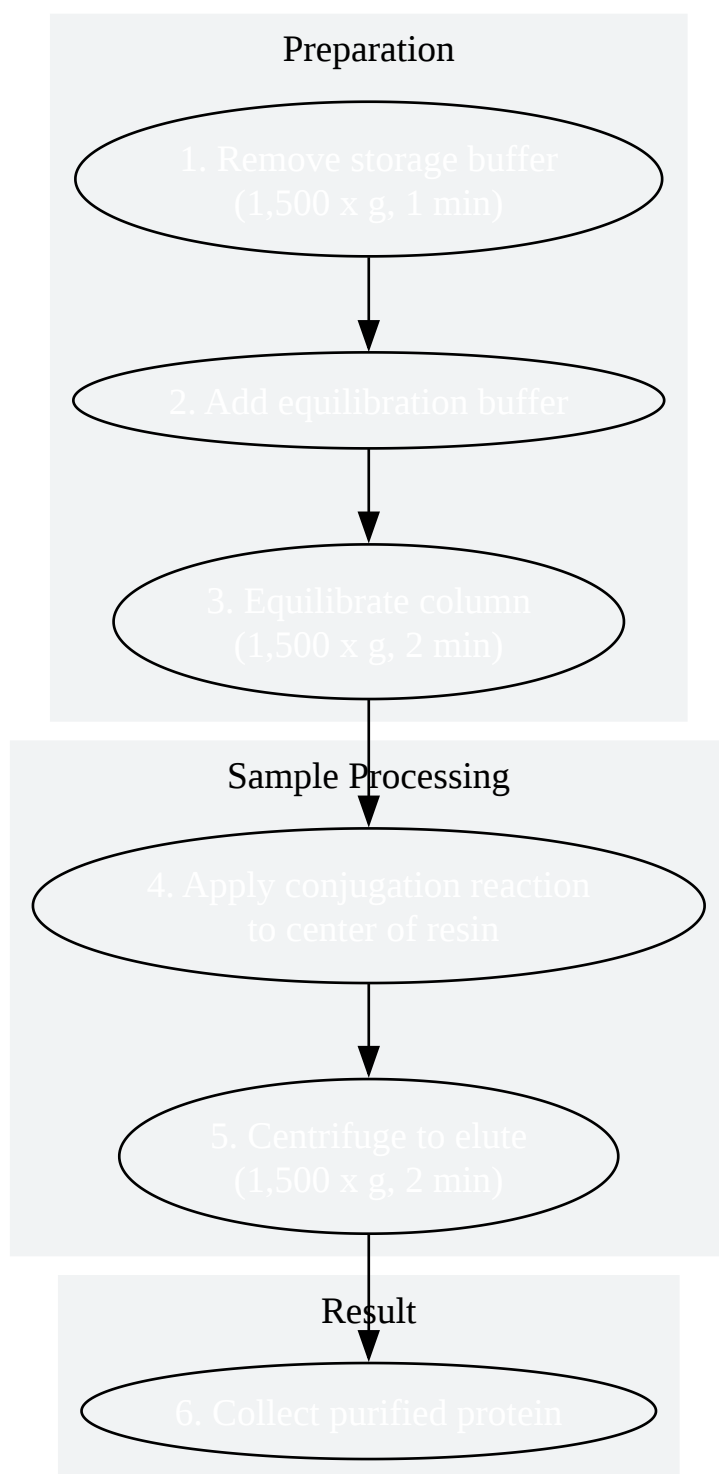 Preparation
1. Remove storage buffer
(1,500 x g, 1 min)
2. Add equilibration buffer
3. Equilibrate column
(1,500 x g, 2 min)
Sample Processing
4. Apply conjugation reaction
to center of resin
5. Centrifuge to elute
(1,500 x g, 2 min)
Result
6. Collect purified protein